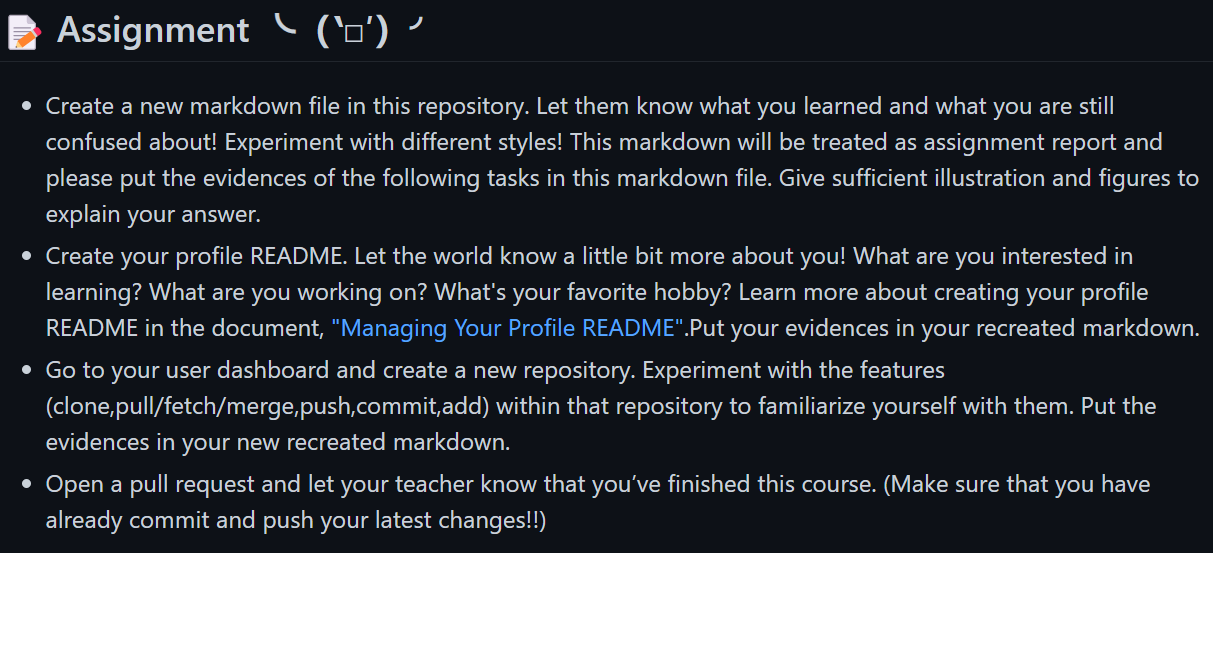 📝 Assignment ╰ (‵□′) ╯
Create a new markdown file in this repository. Let them know what you learned and what you are still
confused about! Experiment with different styles! This markdown will be treated as assignment report and
please put the evidences of the following tasks in this markdown file. Give sufficient illustration and figures to
explain your answer.
Create your profile README. Let the world know a little bit more about you! What are you interested in
learning? What are you working on? What's your favorite hobby? Learn more about creating your profile
README in the document, "Managing Your Profile README".Put your evidences in your recreated markdown.
Go to your user dashboard and create a new repository. Experiment with the features
(clone,pull/fetch/merge,push,commit,add) within that repository to familiarize yourself with them. Put the
evidences in your new recreated markdown.
Open a pull request and let your teacher know that you’ve finished this course. (Make sure that you have
already commit and push your latest changes!!)